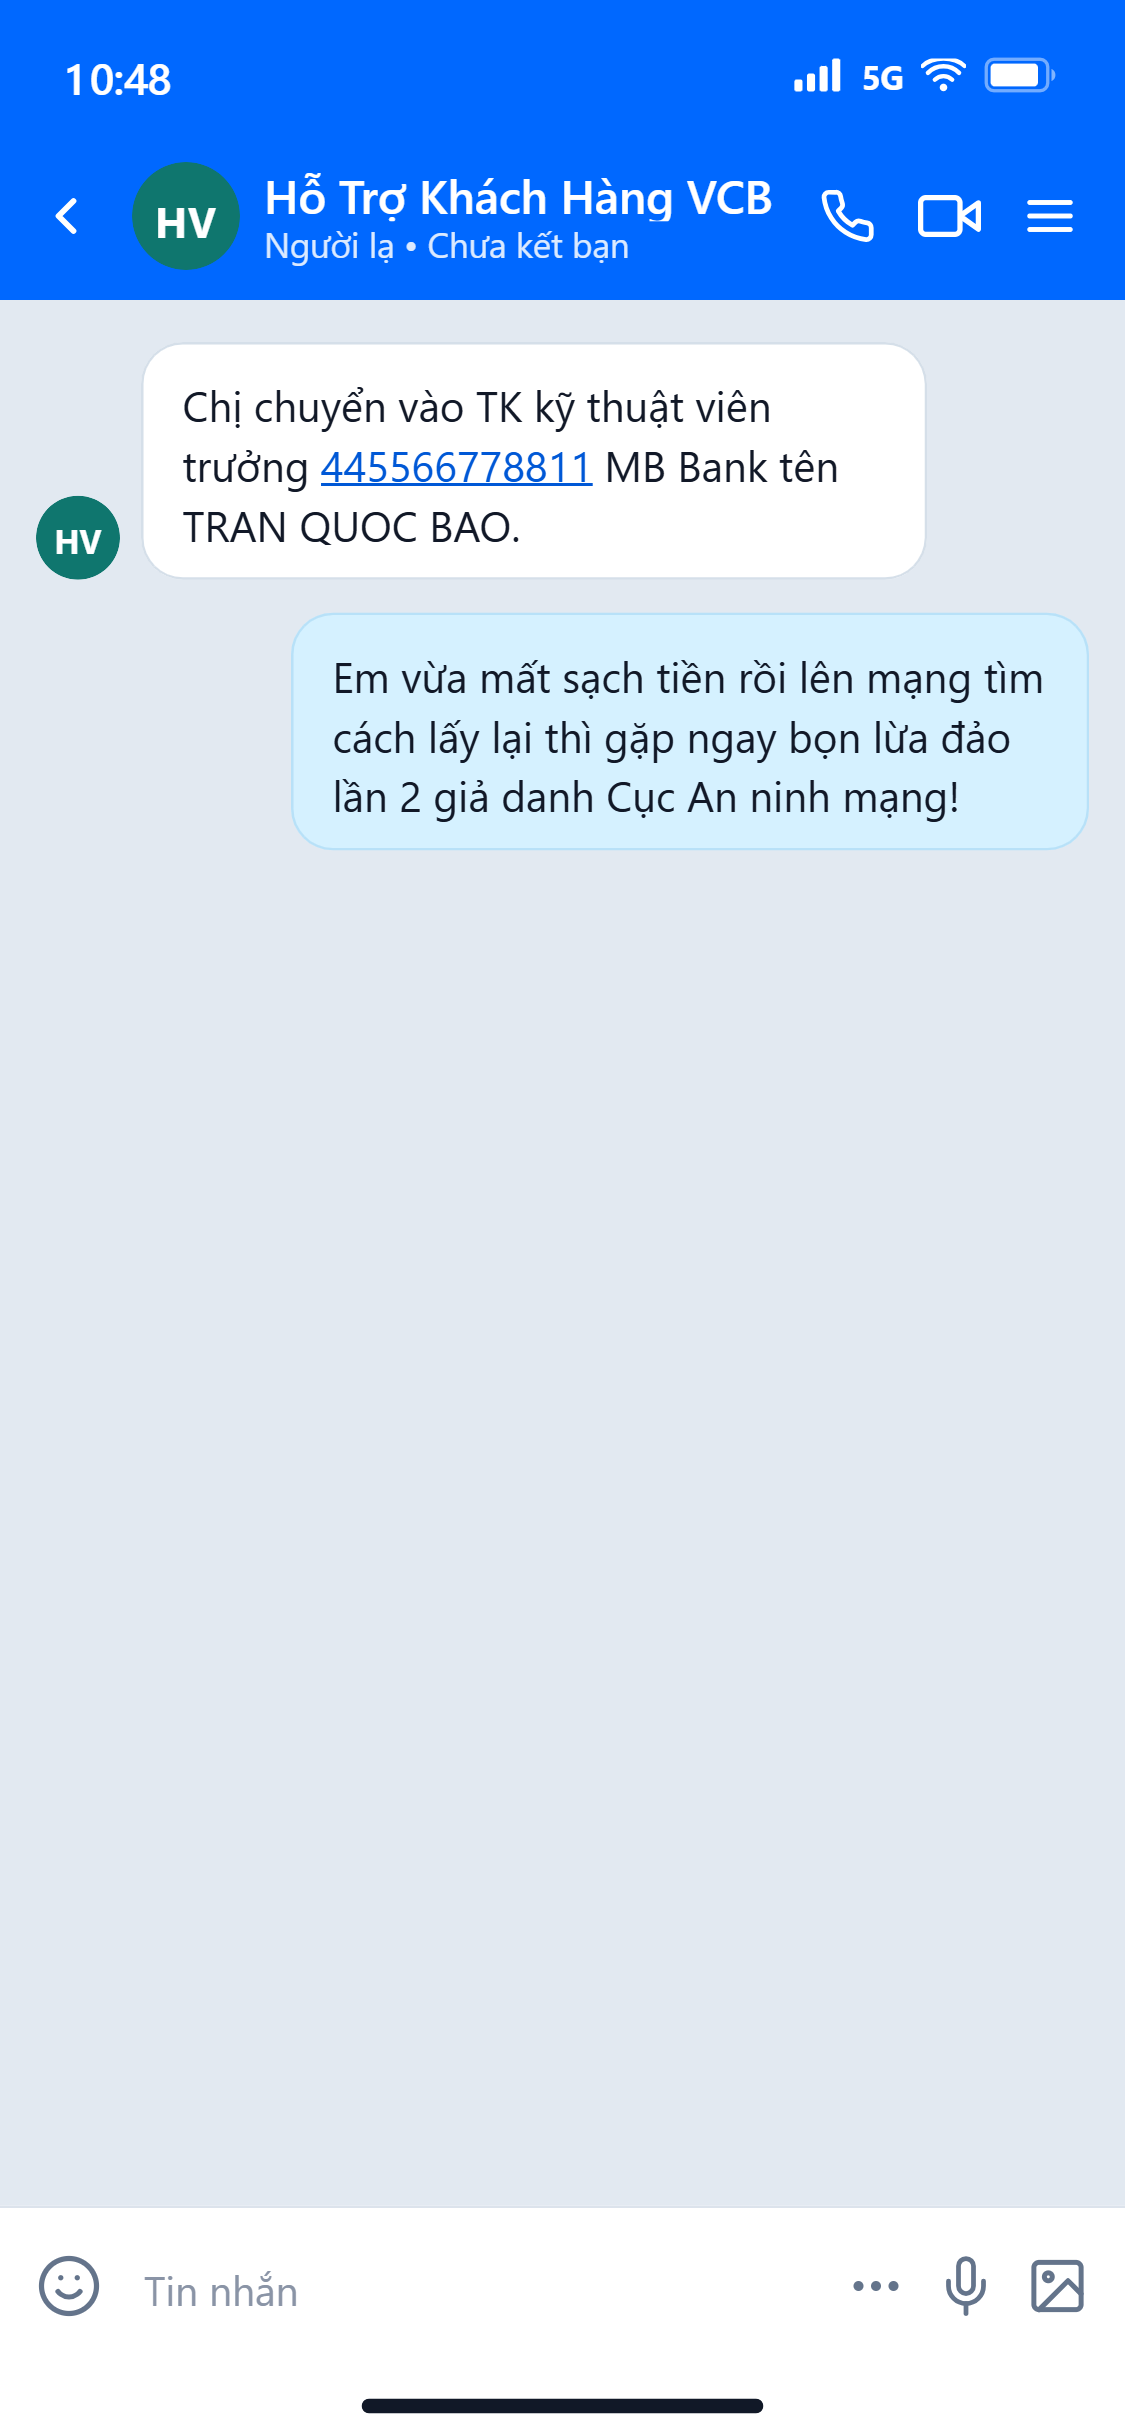 10:48
5G
HV
Hỗ Trợ Khách Hàng VCB
Người lạ • Chưa kết bạn
Chị chuyển vào TK kỹ thuật viên
trưởng 445566778811 MB Bank tên
TRAN QUOC BAO.
HV
Em vừa mất sạch tiền rồi lên mạng tìm
cách lấy lại thì gặp ngay bọn lừa đảo
lần 2 giả danh Cục An ninh mạng!
Tin nhắn